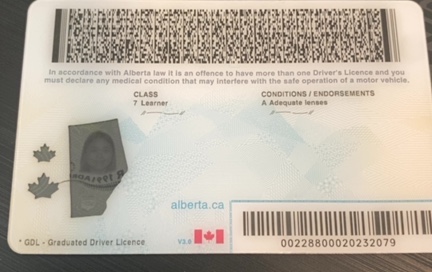 In accordance with Alberta law it is an offence to have more than one Driver's Licence and you
must declare any medical condition that may interfere with the safe operation of a motor vehicle.
CLASS
7 Learner
CONDITIONS / ENDORSEMENTS
A Adequate lenses
alberta.ca
* GDL - Graduated Driver Licence
V3.6
00228800020232079